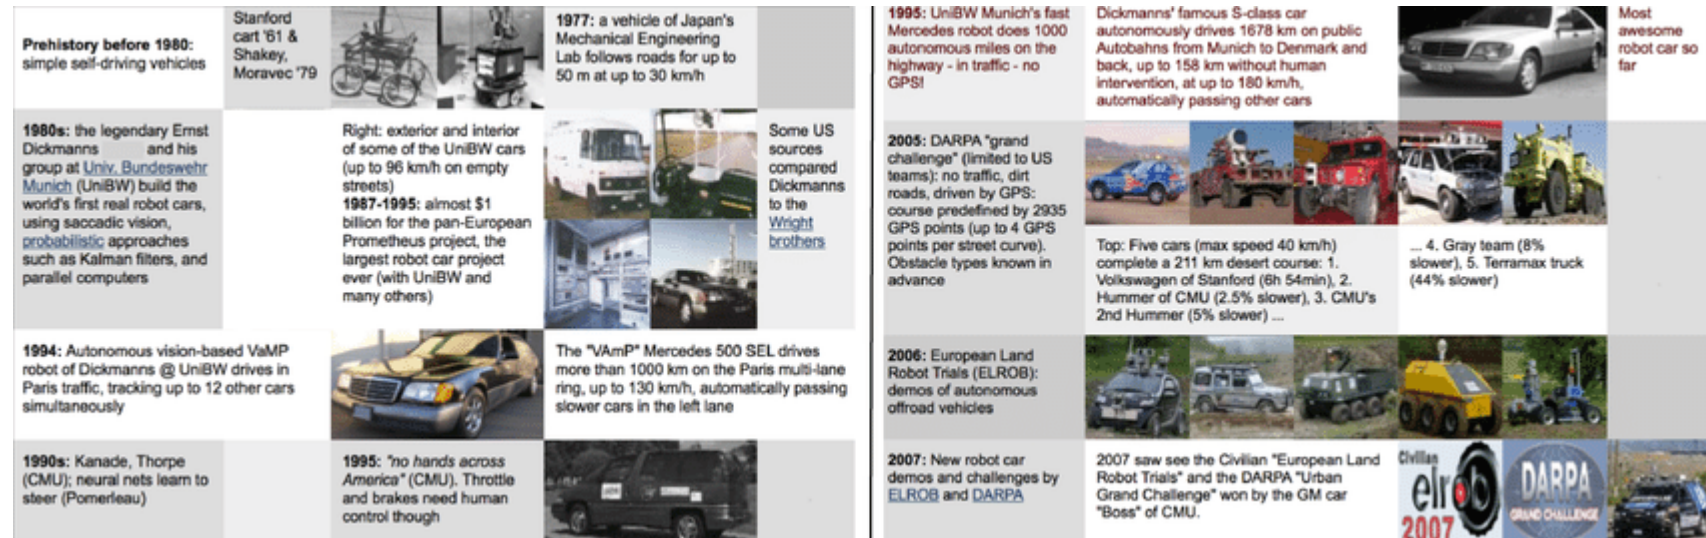 Prehistory before 1980:
simple self-driving vehicles
Stanford
cart '61 &
Shakey,
Moravec '79
1977: a vehicle of Japan's
Mechanical Engineering
Lab follows roads for up to
50 m at up to 30 km/h
1980s: the legendary Ernst
Dickmanns and his
group at Univ. Bundeswehr
Munich (UniBW) build the
world's first real robot cars,
using saccadic vision,
probabilistic approaches
such as Kalman filters, and
parallel computers
Right: exterior and interior
of some of the UniBW cars
(up to 96 km/h on empty
streets)
1987-1995: almost $1
billion for the pan-European
Prometheus project, the
largest robot car project
ever (with UniBW and
many others)
Some US
sources
compared
Dickmanns
to the
Wright
brothers
1994: Autonomous vision-based VaMP
robot of Dickmanns @ UniBW drives in
Paris traffic, tracking up to 12 other cars
simultaneously
The "VAmP" Mercedes 500 SEL drives
more than 1000 km on the Paris multi-lane
ring, up to 130 km/h, automatically passing
slower cars in the left lane
1990s: Kanade, Thorpe
(CMU); neural nets learn to
steer (Pomerleau)
1995: "no hands across
America" (CMU). Throttle
and brakes need human
control though
1995: UniBW Munich's fast
Mercedes robot does 1000
autonomous miles on the
highway - in traffic - no
GPS!
Dickmanns' famous S-class car
autonomously drives 1678 km on public
Autobahns from Munich to Denmark and
back, up to 158 km without human
intervention, at up to 180 km/h,
automatically passing other cars
Most
awesome
robot car so
far
2005: DARPA "grand
challenge" (limited to US
teams): no traffic, dirt
roads, driven by GPS:
course predefined by 2935
GPS points (up to 4 GPS
points per street curve).
Obstacle types known in
advance
Top: Five cars (max speed 40 km/h)
complete a 211 km desert course: 1.
Volkswagen of Stanford (6h 54min), 2.
Hummer of CMU (2.5% slower), 3. CMU's
2nd Hummer (5% slower) ...
... 4. Gray team (8%
slower), 5. Terramax truck
(44% slower)
2006: European Land
Robot Trials (ELROB):
demos of autonomous
offroad vehicles
2007: New robot car
demos and challenges by
ELROB and DARPA
2007 saw see the Civilian "European Land
Robot Trials" and the DARPA "Urban
Grand Challenge" won by the GM car
"Boss" of CMU.
Civilian
elrob
2007
DARPA
GRAND CHALLENGE